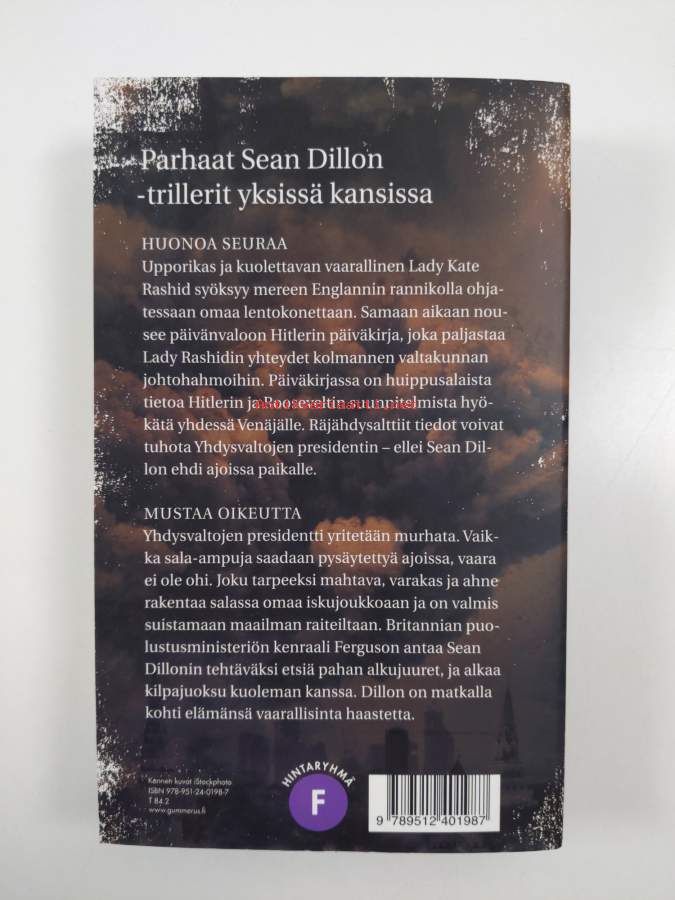 Parhaat Sean Dillon
-trillerit yksissä kansissa
HUONOA SEURAA
Upporikas ja kuolettavan vaarallinen Lady Kate
Rashid syöksyy mereen Englannin rannikolla ohja-
tessaan omaa lentokonettaan. Samaan aikaan nou-
see päivänvaloon Hitlerin päiväkirja, joka paljastaa
Lady Rashidin yhteydet kolmannen valtakunnan
johtohahmoihin. Päiväkirjassa on huippusalaista
tietoa Hitlerin ja Rooseveltin suunnitelmista hyö-
kätä yhdessä Venäjälle. Räjähdysalttiit tiedot voivat
tuhota Yhdysvaltojen presidentin – ellei Sean Dil-
lon ehdi ajoissa paikalle.
MUSTAA OIKEUTTA
Yhdysvaltojen presidentti yritetään murhata. Vaik-
ka sala-ampuja saadaan pysäytettyä ajoissa, vaara
ei ole ohi. Joku tarpeeksi mahtava, varakas ja ahne
rakentaa salassa omaa iskujoukkoaan ja on valmis
suistamaan maailman raiteiltaan. Britannian puo-
lustusministeriön kenraali Ferguson antaa Sean
Dillonin tehtäväksi etsiä pahan alkujuuret, ja alkaa
kilpajuoksu kuoleman kanssa. Dillon on matkalla
kohti elämänsä vaarallisinta haastetta.
Kannen kuvat iStockphoto
ISBN 978-951-24-0198-7
T 84.2
www.gummerus.fi
HINTARYHMÄ
F
9 789512 401987